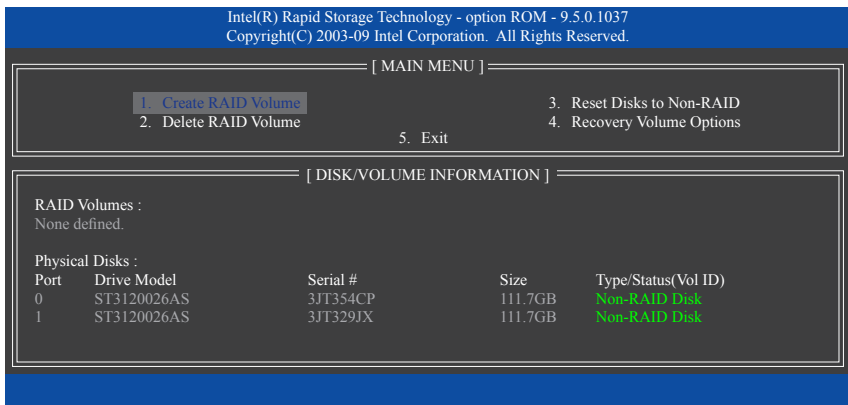 Intel(R) Rapid Storage Technology - option ROM - 9.5.0.1037
Copyright(C) 2003-09 Intel Corporation.  All Rights Reserved.
[ MAIN MENU ]
1.  Create RAID Volume    3.  Reset Disks to Non-RAID
2.  Delete RAID Volume    4.  Recovery Volume Options
5.  Exit
[ DISK/VOLUME INFORMATION ]
RAID Volumes :
None defined.
Physical Disks :
Port    Drive Model    Serial #    Size    Type/Status(Vol ID)
0    ST3120026AS    3JT354CP    111.7GB    Non-RAID Disk
1    ST3120026AS    3JT329JX    111.7GB    Non-RAID Disk